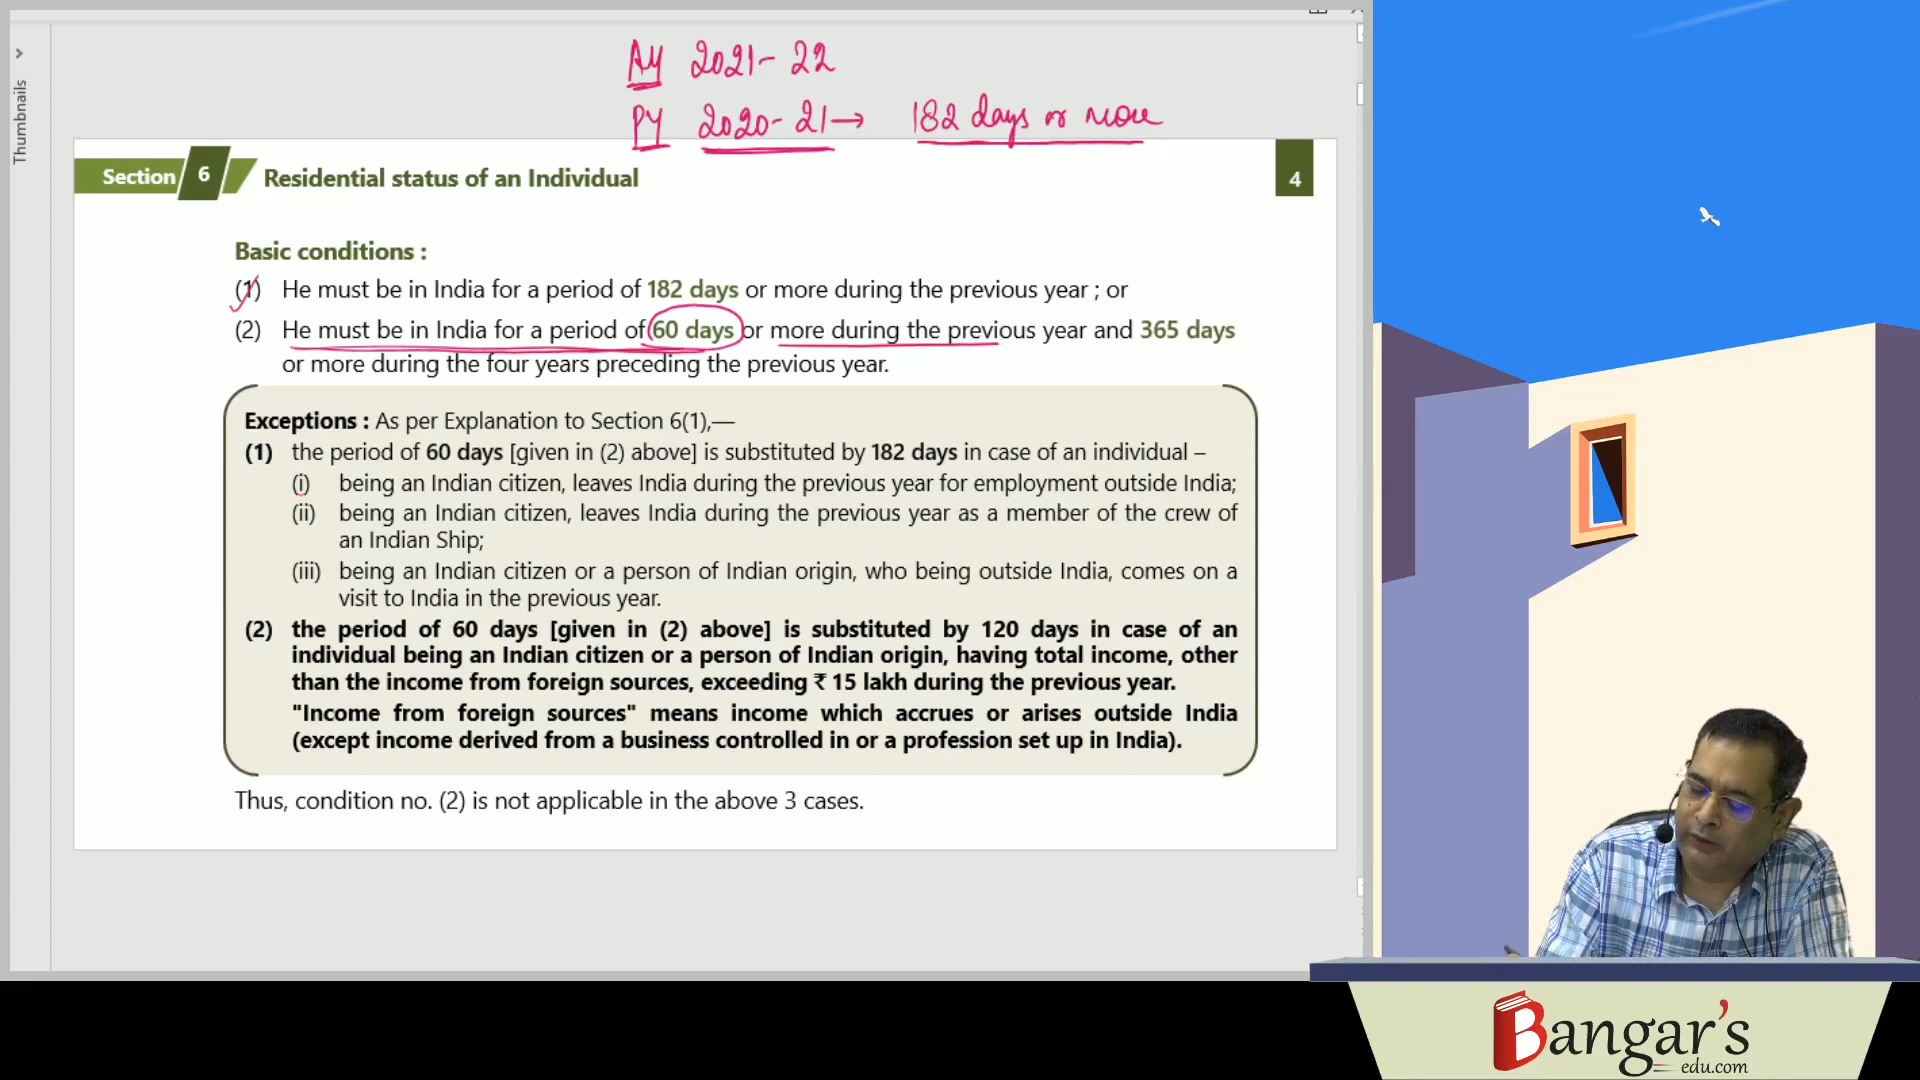 AY 2021-22
PY 2020-21→ 182 days or more
Thumbnails
Section 6 Residential status of an Individual 4
Basic conditions :
(1) He must be in India for a period of 182 days or more during the previous year ; or
(2) He must be in India for a period of 60 days or more during the previous year and 365 days
or more during the four years preceding the previous year.
Exceptions : As per Explanation to Section 6(1),—
(1) the period of 60 days [given in (2) above] is substituted by 182 days in case of an individual –
(i) being an Indian citizen, leaves India during the previous year for employment outside India;
(ii) being an Indian citizen, leaves India during the previous year as a member of the crew of
an Indian Ship;
(iii) being an Indian citizen or a person of Indian origin, who being outside India, comes on a
visit to India in the previous year.
(2) the period of 60 days [given in (2) above] is substituted by 120 days in case of an
individual being an Indian citizen or a person of Indian origin, having total income, other
than the income from foreign sources, exceeding ₹ 15 lakh during the previous year.
"Income from foreign sources" means income which accrues or arises outside India
(except income derived from a business controlled in or a profession set up in India).
Thus, condition no. (2) is not applicable in the above 3 cases.
Bangar's
edu.com